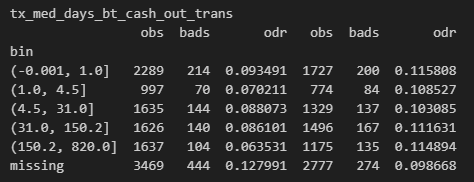 tx_med_days_bt_cash_out_trans
obs bads odr obs bads odr
bin
(-0.001, 1.0] 2289 214 0.093491 1727 200 0.115808
(1.0, 4.5] 997 70 0.070211 774 84 0.108527
(4.5, 31.0] 1635 144 0.088073 1329 137 0.103085
(31.0, 150.2] 1626 140 0.086101 1496 167 0.111631
(150.2, 820.0] 1637 104 0.063531 1175 135 0.114894
missing 3469 444 0.127991 2777 274 0.098668